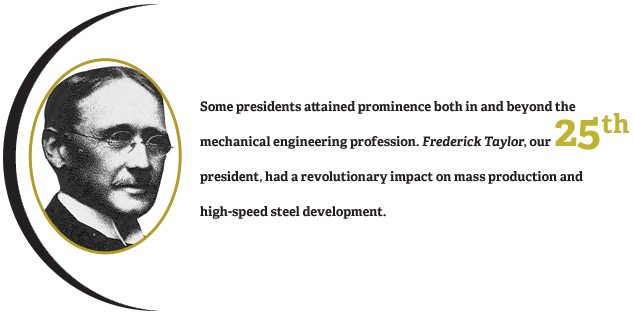 Some presidents attained prominence both in and beyond the
mechanical engineering profession. Frederick Taylor, our 25th
president, had a revolutionary impact on mass production and
high-speed steel development.